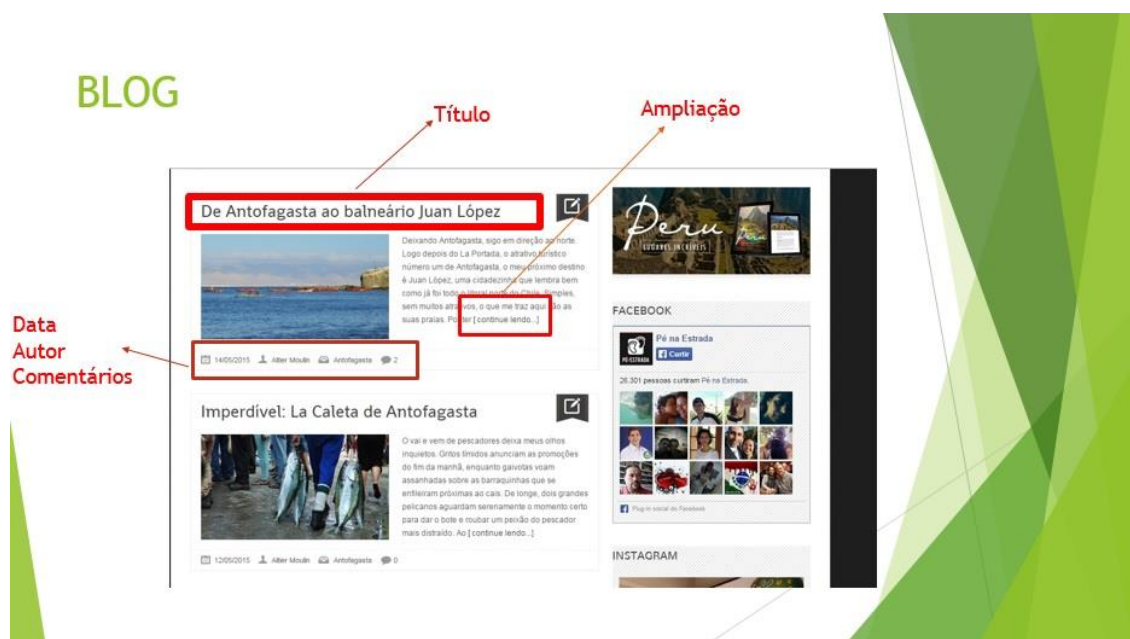 BLOG
Título
Ampliação
De Antofagasta ao balneário Juan López
Deixando Antofagasta, sigo em direção ao norte.
Logo depois do La Portada, o atrativo turístico
número um de Antofagasta, o meu próximo destino
é Juan López, uma cidadezinha que lembra bem
como já foi todo o litoral norte do Chile. Simples,
sem muitos atrativos, o que me traz aqui são as
suas praias. Por ter [ continue lendo...]
Data
Autor
Comentários
14/05/2015 Altier Moulin Antofagasta 2
Imperdível: La Caleta de Antofagasta
O vai e vem de pescadores deixa meus olhos
inquietos. Gritos tímidos anunciam as promoções
do fim da manhã, enquanto gaivotas voam
assanhadas sobre as barraquinhas que se
enfileiram próximas ao cais. De longe, dois grandes
pelicanos aguardam serenamente o momento certo
para dar o bote e roubar um peixão do pescador
mais distraído. Ao [ continue lendo...]
12/05/2015 Altier Moulin Antofagasta 0
Peru
LUGARES INCRÍVEIS
FACEBOOK
Pé na Estrada
Curtir
PÉ NA ESTRADA
26.301 pessoas curtiram Pé na Estrada.
Plug-in social do Facebook
INSTAGRAM